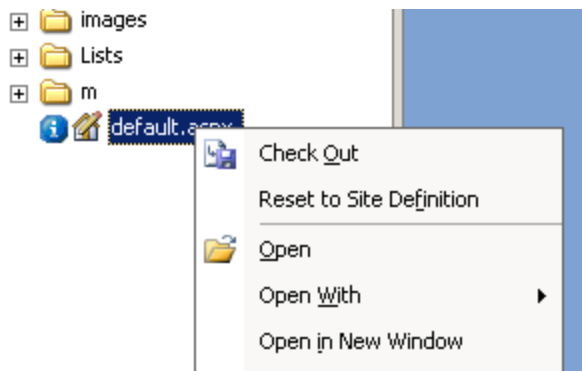 images
Lists
m
default.aspx
Check Out
Reset to Site Definition
Open
Open With
Open in New Window